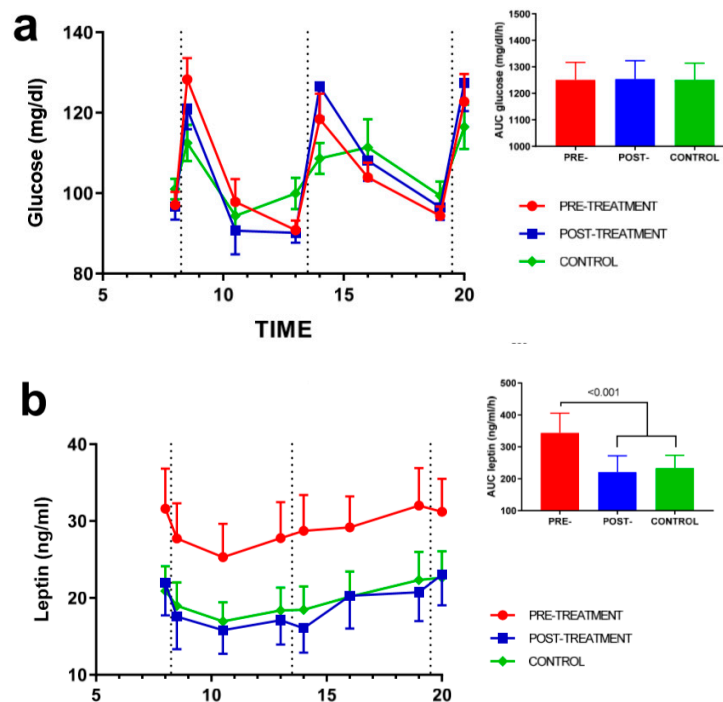 a
140
120
100
80
Glucose (mg/dl)
5
10
15
20
TIME
1500
1400
1300
1200
1100
1000
AUC glucose (mg/dl/h)
PRE-
POST-
CONTROL
PRE-TREATMENT
POST-TREATMENT
CONTROL
b
40
30
20
10
Leptin (ng/ml)
5
10
15
20
500
400
300
200
100
AUC leptin (ng/ml/h)
<0.001
PRE-
POST-
CONTROL
PRE-TREATMENT
POST-TREATMENT
CONTROL